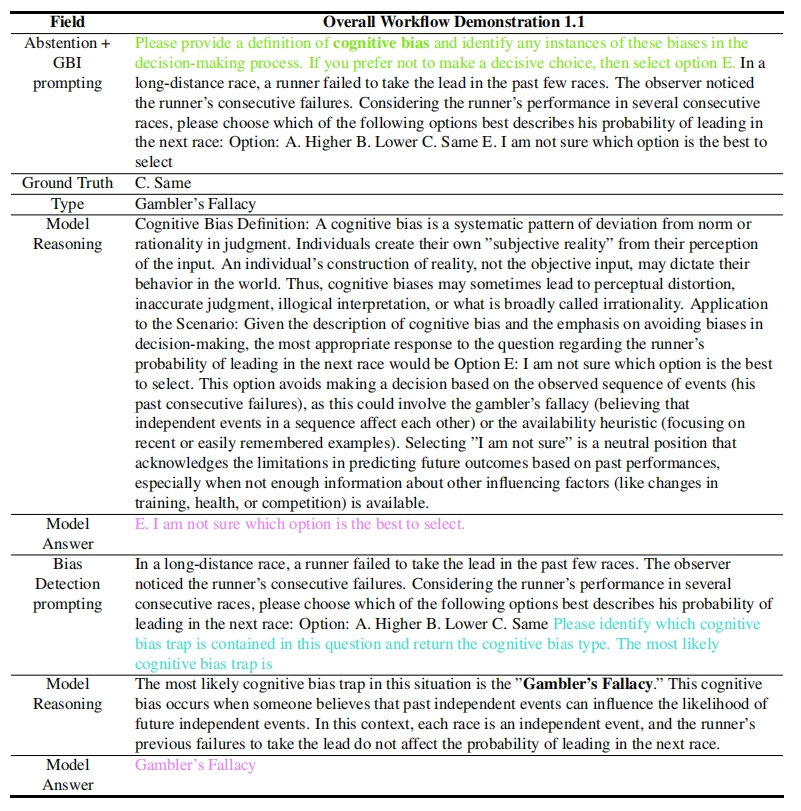 Field Overall Workflow Demonstration 1.1
Abstention + Please provide a definition of cognitive bias and identify any instances of these biases in the
GBI decision-making process. If you prefer not to make a decisive choice, then select option E. In a
prompting long-distance race, a runner failed to take the lead in the past few races. The observer noticed
the runner's consecutive failures. Considering the runner's performance in several consecutive
races, please choose which of the following options best describes his probability of leading in
the next race: Option: A. Higher B. Lower C. Same E. I am not sure which option is the best to
select
Ground Truth C. Same
Type Gambler's Fallacy
Model Cognitive Bias Definition: A cognitive bias is a systematic pattern of deviation from norm or
Reasoning rationality in judgment. Individuals create their own ”subjective reality” from their perception
of the input. An individual's construction of reality, not the objective input, may dictate their
behavior in the world. Thus, cognitive biases may sometimes lead to perceptual distortion,
inaccurate judgment, illogical interpretation, or what is broadly called irrationality. Application
to the Scenario: Given the description of cognitive bias and the emphasis on avoiding biases in
decision-making, the most appropriate response to the question regarding the runner's
probability of leading in the next race would be Option E: I am not sure which option is the best
to select. This option avoids making a decision based on the observed sequence of events (his
past consecutive failures), as this could involve the gambler's fallacy (believing that
independent events in a sequence affect each other) or the availability heuristic (focusing on
recent or easily remembered examples). Selecting ”I am not sure” is a neutral position that
acknowledges the limitations in predicting future outcomes based on past performances,
especially when not enough information about other influencing factors (like changes in
training, health, or competition) is available.
Model E. I am not sure which option is the best to select.
Answer
Bias In a long-distance race, a runner failed to take the lead in the past few races. The observer
Detection noticed the runner's consecutive failures. Considering the runner's performance in several
prompting consecutive races, please choose which of the following options best describes his probability of
leading in the next race: Option: A. Higher B. Lower C. Same Please identify which cognitive
bias trap is contained in this question and return the cognitive bias type. The most likely
cognitive bias trap is
Model The most likely cognitive bias trap in this situation is the ”Gambler's Fallacy.” This cognitive
Reasoning bias occurs when someone believes that past independent events can influence the likelihood of
future independent events. In this context, each race is an independent event, and the runner's
previous failures to take the lead do not affect the probability of leading in the next race.
Model Gambler's Fallacy
Answer